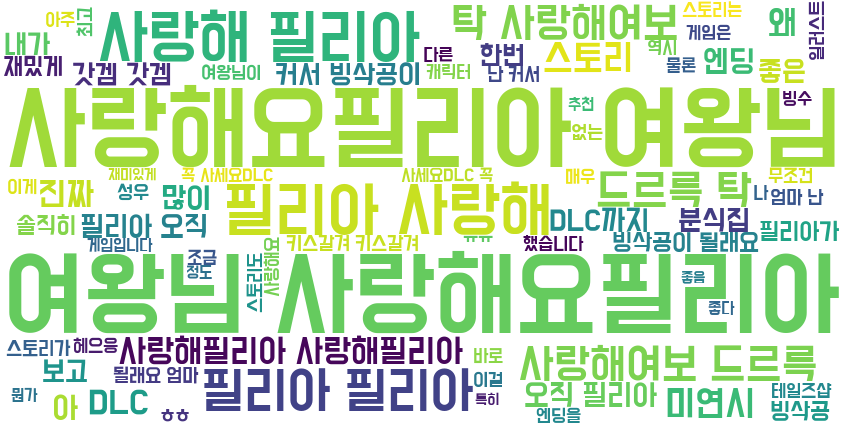 아주
최고
사랑해 필리아
탁 사랑해여보
스토리는
왜
일러스트
내가
다른
한번
스토리
게임은
역시
엔딩
재밌게
갓겜 갓겜
여왕님이
커서 빙삭공이
캐릭터
난 커서
물론
좋은
사랑해요필리아
여왕님
추천
없는
빙수
재미있게
꼭 사세요DLC
사세요DLC 꼭
매우
무조건
이게
진짜
성우
많이
필리아 사랑해
드르륵 탁
나
엄마 난
솔직히
필리아 오직
DLC까지
분식집
필리아가
게임입니다
조금
정도
스토리도
사랑해요
키스갈겨 키스갈겨
ㅠㅠ
했습니다
빙삭공이 될래요
여왕님 사랑해요필리아
좋음
좋다
스토리가
헤으응
사랑해필리아 사랑해필리아
바로
사랑해여보 드르륵
보고
될래요 엄마
필리아 필리아
이걸
특히
오직 필리아
미연시
테일즈샵
뭔가
아
DLC
ㅎㅎ
엔딩을
빙삭공